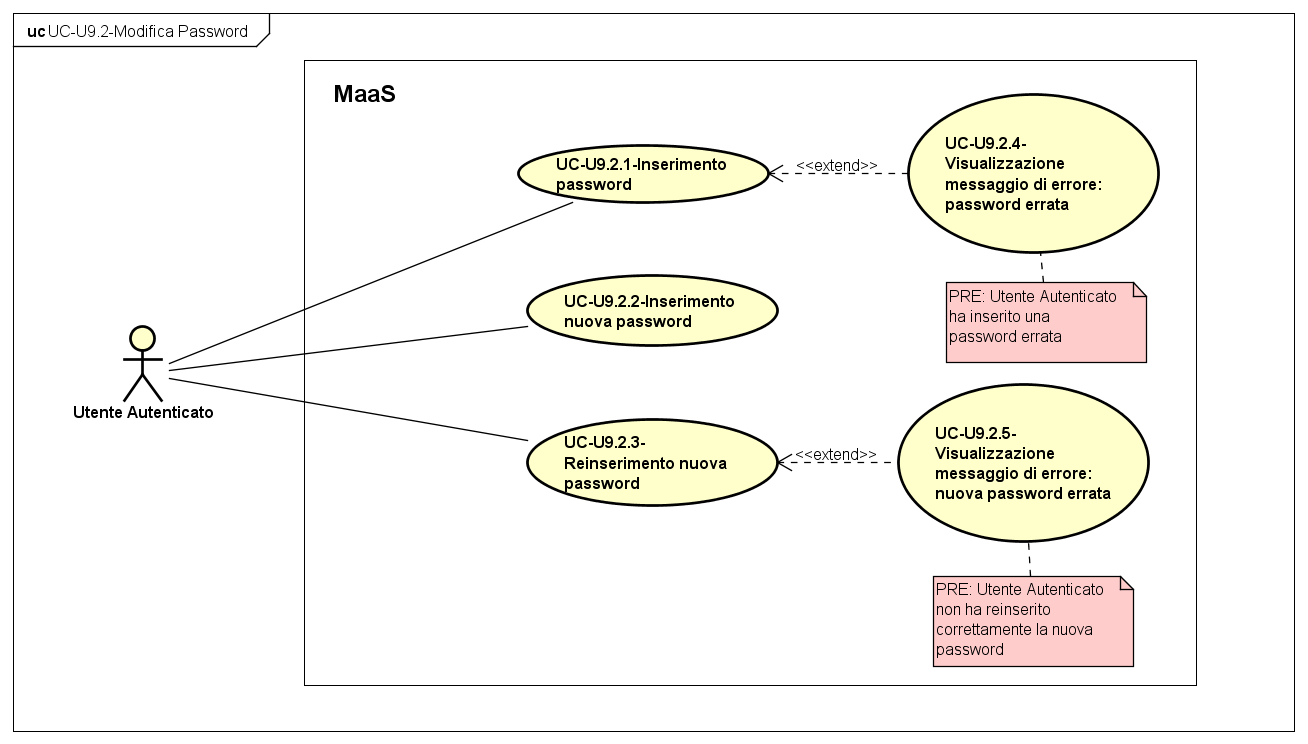 uc UC-U9.2-Modifica Password
MaaS
UC-U9.2.1-Inserimento
password
<<extend>>
UC-U9.2.4-
Visualizzazione
messaggio di errore:
password errata
PRE: Utente Autenticato
ha inserito una
password errata
UC-U9.2.2-Inserimento
nuova password
Utente Autenticato
UC-U9.2.3-
Reinserimento nuova
password
<<extend>>
UC-U9.2.5-
Visualizzazione
messaggio di errore:
nuova password errata
PRE: Utente Autenticato
non ha reinserito
correttamente la nuova
password